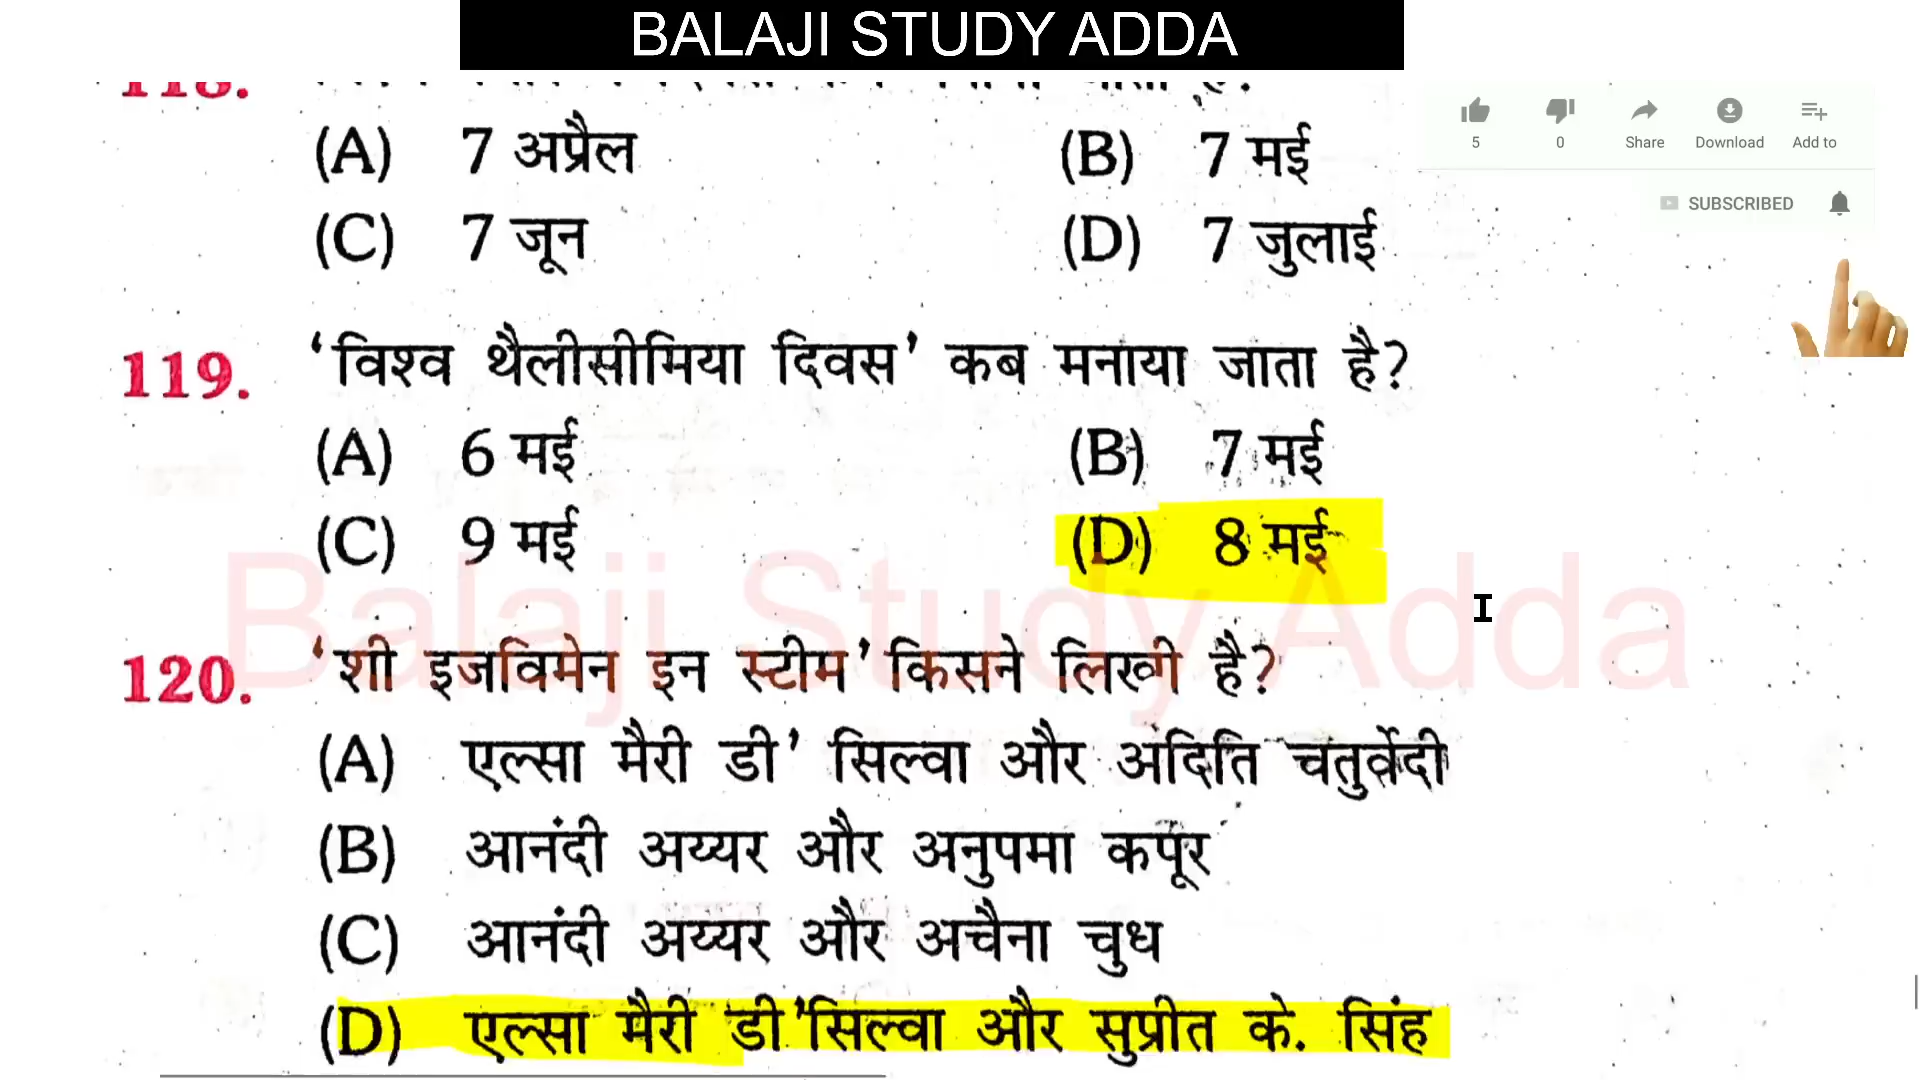 BALAJI STUDY ADDA
118.
(A) 7 अप्रैल (B) 7 मई
(C) 7 जून (D) 7 जुलाई
5 0 Share Download Add to
SUBSCRIBED
119. ‘विश्व थैलीसीमिया दिवस’ कब मनाया जाता है?
(A) 6 मई (B) 7 मई
(C) 9 मई (D) 8 मई
Balaji Study Adda
120. ‘शी इजविमेन इन स्टीम’ किसने लिखी है?
(A) एल्सा मैरी डी’ सिल्वा और अदिति चतुर्वेदी
(B) आनंदी अय्यर और अनुपमा कपूर
(C) आनंदी अय्यर और अचैना चुध
(D) एल्सा मैरी डी’सिल्वा और सुप्रीत के. सिंह